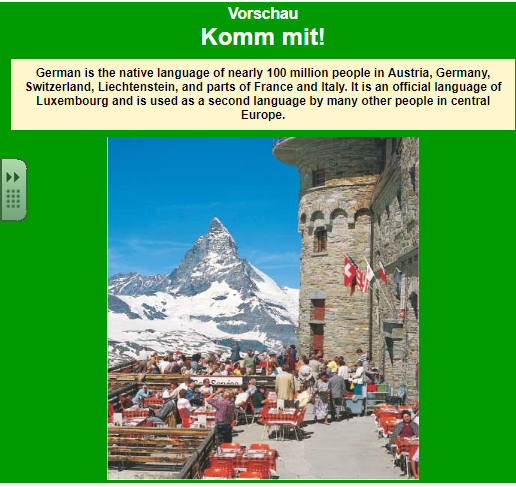 Vorschau
Komm mit!
German is the native language of nearly 100 million people in Austria, Germany,
Switzerland, Liechtenstein, and parts of France and Italy. It is an official language of
Luxembourg and is used as a second language by many other people in central
Europe.
Service